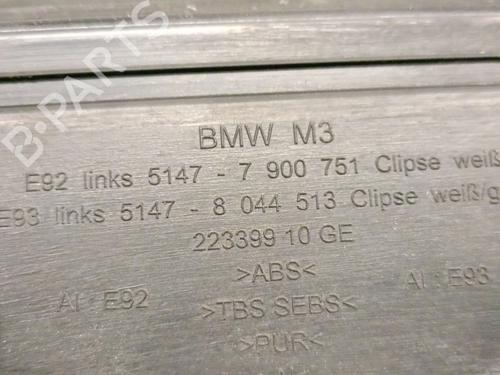 BMW M3
E92 links 5147 - 7 900 751 Clipse weiß
E93 links 5147 - 8 044 513 Clipse weiß/g
223399 10 GE
>ABS<
AI : E92 >TBS SEBS< AI : E93
>PUR<
B-PARTS